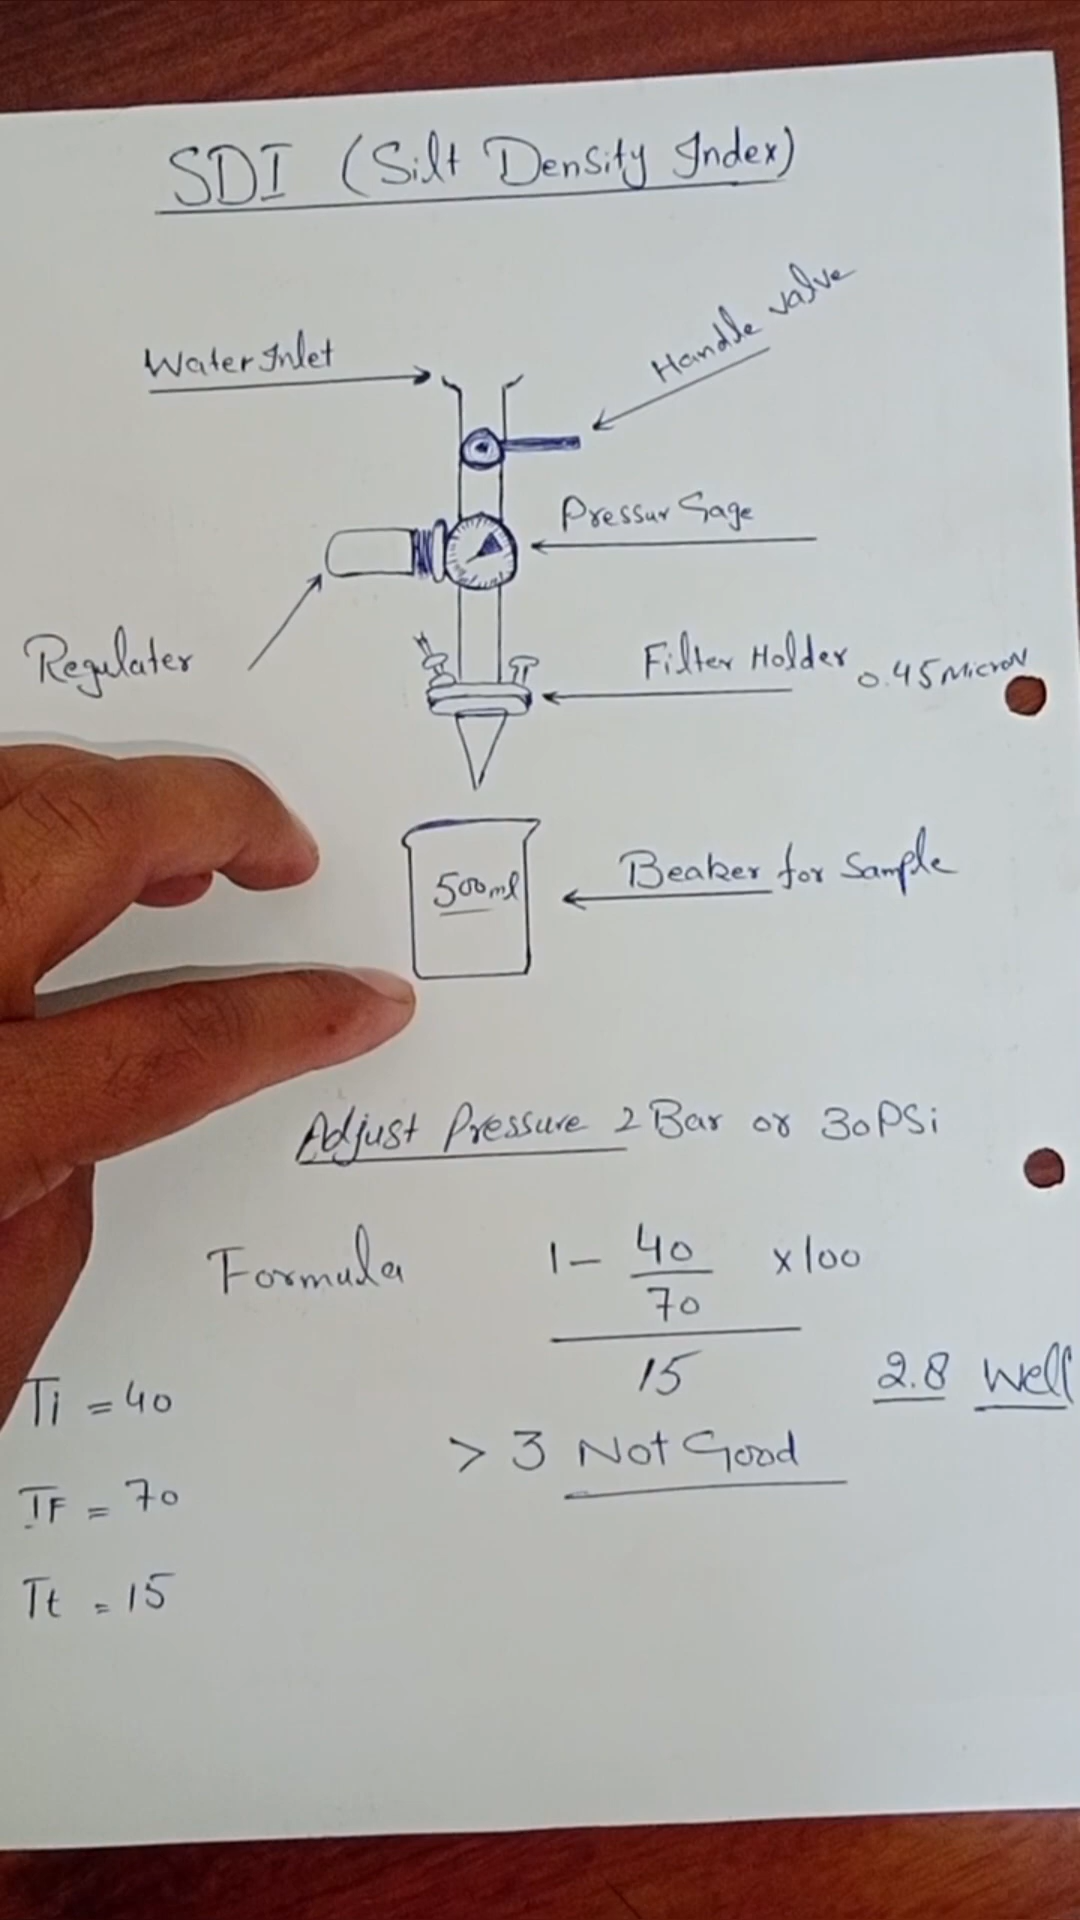 SDI (Silt Density Index)
Handle valve
Water Inlet
Pressur Gage
Regulater
Filter Holder 0.45 Micron
500ml
Beaker for Sample
Adjust Pressure 2 Bar or 30 PSi
Formula
1 - 40/70 x100
15
2.8 Well
Ti = 40
> 3 Not Good
TF = 70
Tt = 15